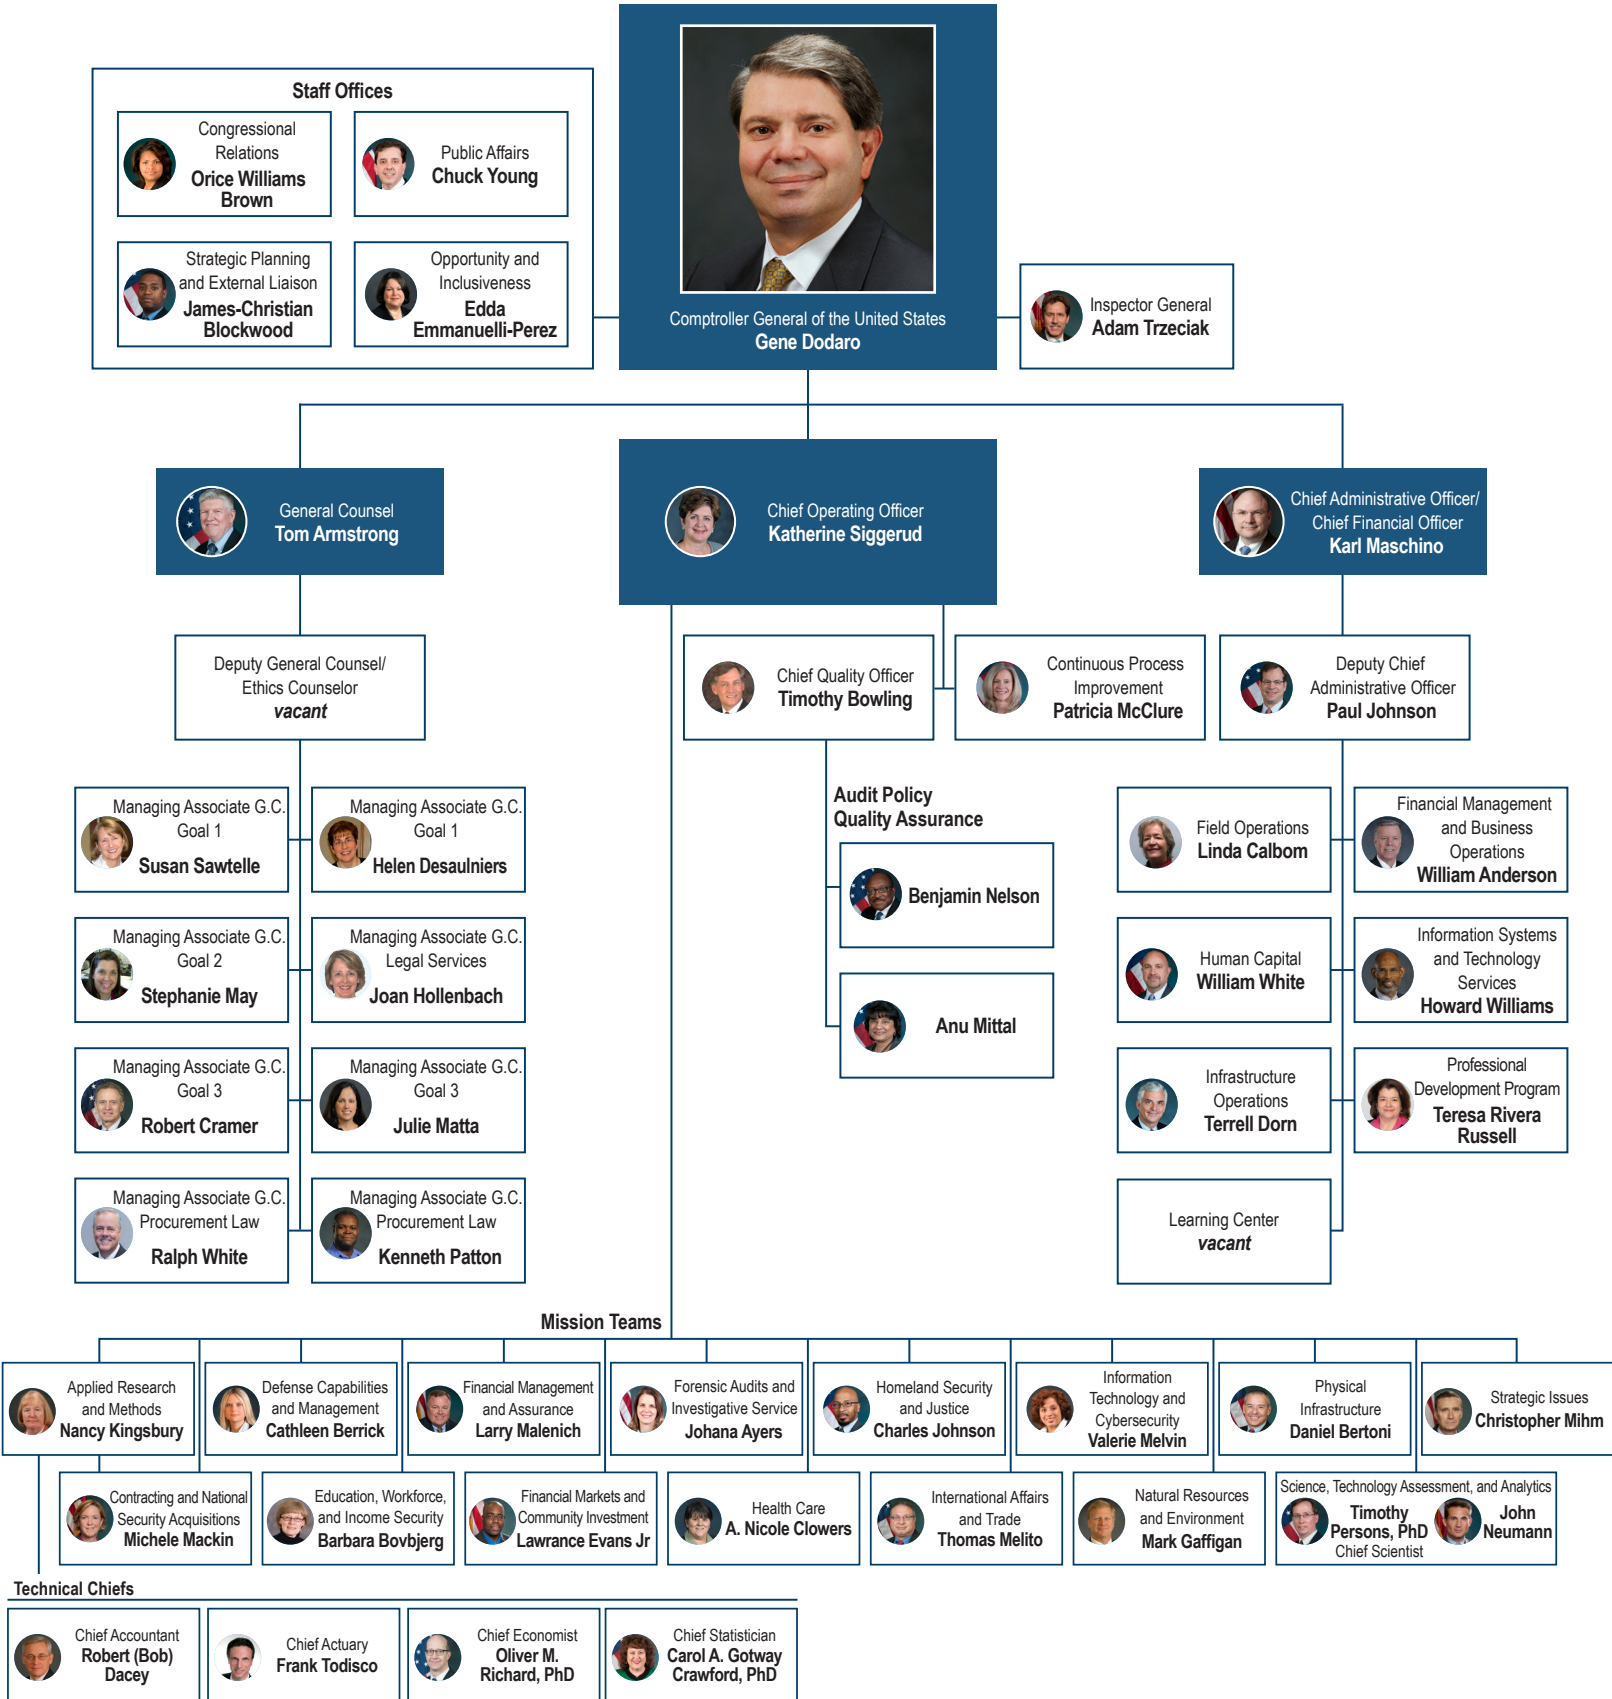 Staff Offices
Congressional
Relations
Orice Williams
Brown
Public Affairs
Chuck Young
Strategic Planning
and External Liaison
James-Christian
Blockwood
Opportunity and
Inclusiveness
Edda
Emmanuelli-Perez
Comptroller General of the United States
Gene Dodaro
Inspector General
Adam Trzeciak
General Counsel
Tom Armstrong
Chief Operating Officer
Katherine Siggerud
Chief Administrative Officer/
Chief Financial Officer
Karl Maschino
Deputy General Counsel/
Ethics Counselor
vacant
Chief Quality Officer
Timothy Bowling
Continuous Process
Improvement
Patricia McClure
Deputy Chief
Administrative Officer
Paul Johnson
Managing Associate G.C.
Goal 1
Susan Sawtelle
Managing Associate G.C.
Goal 1
Helen Desaulniers
Managing Associate G.C.
Goal 2
Stephanie May
Managing Associate G.C.
Legal Services
Joan Hollenbach
Managing Associate G.C.
Goal 3
Robert Cramer
Managing Associate G.C.
Goal 3
Julie Matta
Managing Associate G.C.
Procurement Law
Ralph White
Managing Associate G.C.
Procurement Law
Kenneth Patton
Audit Policy
Quality Assurance
Benjamin Nelson
Anu Mittal
Field Operations
Linda Calbom
Financial Management
and Business
Operations
William Anderson
Human Capital
William White
Information Systems
and Technology
Services
Howard Williams
Infrastructure
Operations
Terrell Dorn
Professional
Development Program
Teresa Rivera
Russell
Learning Center
vacant
Mission Teams
Applied Research
and Methods
Nancy Kingsbury
Defense Capabilities
and Management
Cathleen Berrick
Financial Management
and Assurance
Larry Malenich
Forensic Audits and
Investigative Service
Johana Ayers
Homeland Security
and Justice
Charles Johnson
Information
Technology and
Cybersecurity
Valerie Melvin
Physical
Infrastructure
Daniel Bertoni
Strategic Issues
Christopher Mihm
Contracting and National
Security Acquisitions
Michele Mackin
Education, Workforce,
and Income Security
Barbara Bovbjerg
Financial Markets and
Community Investment
Lawrance Evans Jr
Health Care
A. Nicole Clowers
International Affairs
and Trade
Thomas Melito
Natural Resources
and Environment
Mark Gaffigan
Science, Technology Assessment, and Analytics
Timothy
Persons, PhD
Chief Scientist
John
Neumann
Technical Chiefs
Chief Accountant
Robert (Bob)
Dacey
Chief Actuary
Frank Todisco
Chief Economist
Oliver M.
Richard, PhD
Chief Statistician
Carol A. Gotway
Crawford, PhD